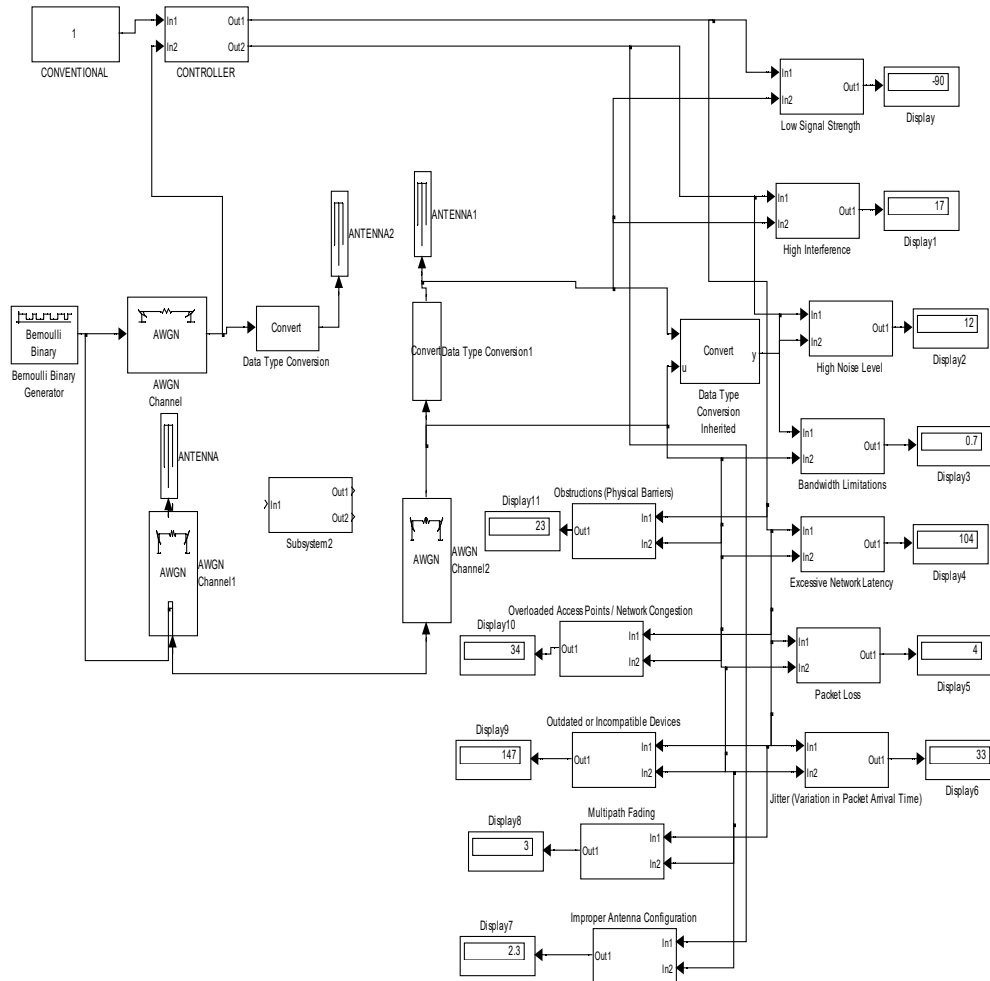 1
CONVENTIONAL
In1
In2
Out1
Out2
CONTROLLER
In1
In2
Out1
Low Signal Strength
-90
Display
ANTENNA2
ANTENNA1
In1
In2
Out1
High Interference
17
Display1
Bernoulli
Binary
Bernoulli Binary
Generator
AWGN
AWGN
Channel
Convert
Data Type Conversion
Convert
Data Type Conversion1
Convert
u
y
Data Type
Conversion
Inherited
In1
In2
Out1
High Noise Level
12
Display2
ANTENNA
AWGN
AWGN
Channel1
In1
Out1
Out2
Subsystem2
AWGN
AWGN
Channel2
In1
In2
Out1
Bandwidth Limitations
0.7
Display3
Display11
23
Obstructions (Physical Barriers)
Out1
In1
In2
In1
In2
Out1
Excessive Network Latency
104
Display4
Display10
34
Overloaded Access Points / Network Congestion
Out1
In1
In2
In1
In2
Out1
Packet Loss
4
Display5
Display9
147
Outdated or Incompatible Devices
Out1
In1
In2
In1
In2
Out1
Jitter (Variation in Packet Arrival Time)
33
Display6
Display8
3
Multipath Fading
Out1
In1
In2
Display7
2.3
Improper Antenna Configuration
Out1
In1
In2